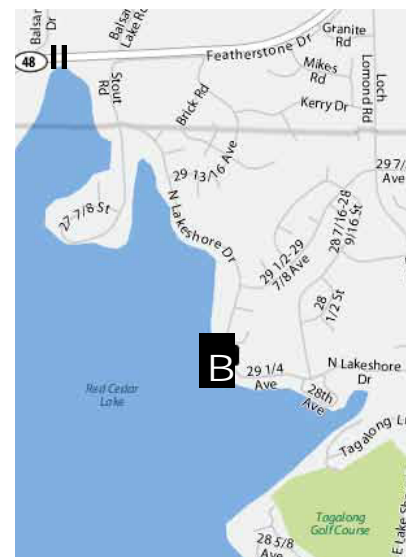 Balsam
Dr
Balsam
Lake Rd
Granite
Rd
Featherstone Dr
48
Mikes
Rd
Loch
Lomond Rd
Stout
Rd
Brick Rd
Kerry Dr
29 13/16 Ave
29 7/
Ave
27-7/8 St
N Lakeshore Dr
28 7/16-28
9/16 St
29 1/2-29
7/8 Ave
28
1/2 St
B
29 1/4
Ave
N Lakeshore
Dr
28th
Ave
Red Cedar
Lake
Tagalong L
Tagalong
Golf Course
28 5/8
Ave
E Lake Sh